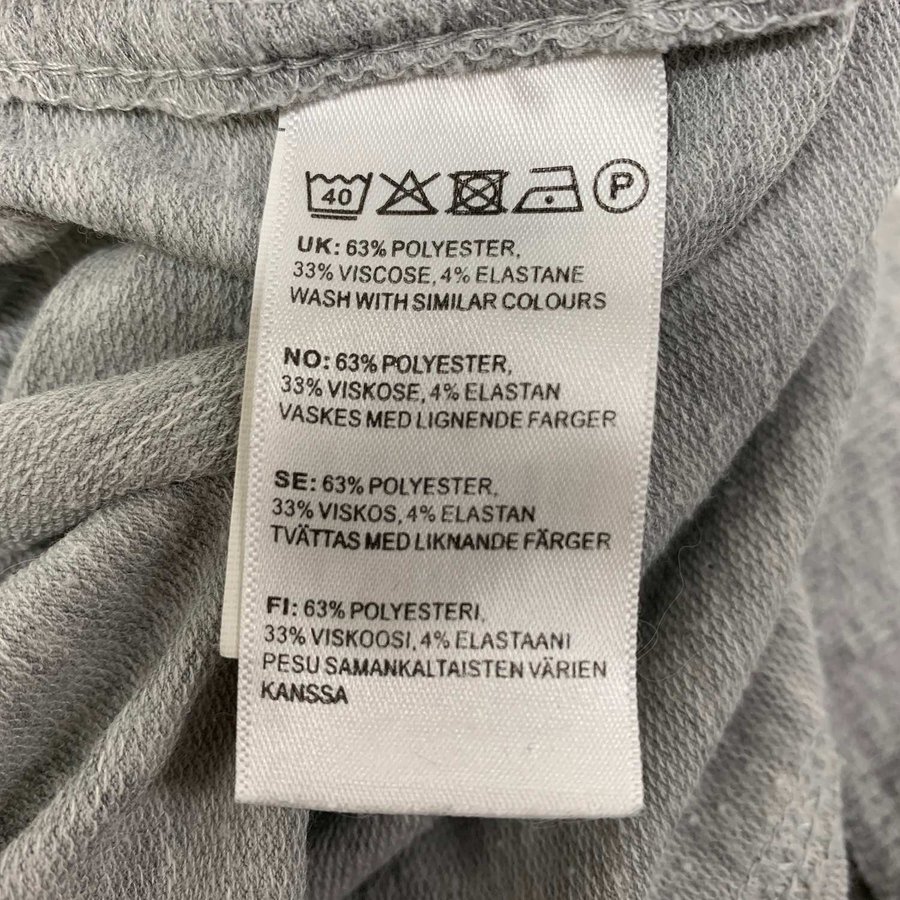 40 P
UK: 63% POLYESTER,
33% VISCOSE, 4% ELASTANE
WASH WITH SIMILAR COLOURS
NO: 63% POLYESTER,
33% VISKOSE, 4% ELASTAN
VASKES MED LIGNENDE FARGER
SE: 63% POLYESTER,
33% VISKOS, 4% ELASTAN
TVÄTTAS MED LIKNANDE FÄRGER
FI: 63% POLYESTERI,
33% VISKOOSI, 4% ELASTAANI
PESU SAMANKALTAISTEN VÄRIEN
KANSSA